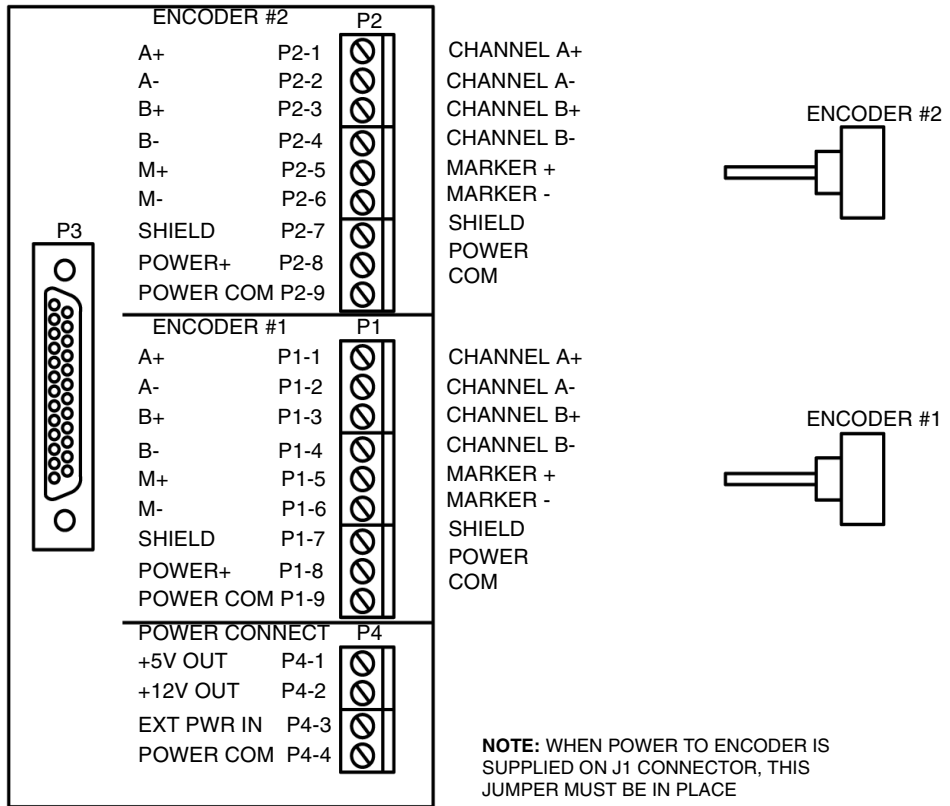 ENCODER #2 P2
A+ P2-1 CHANNEL A+
A- P2-2 CHANNEL A-
B+ P2-3 CHANNEL B+
B- P2-4 CHANNEL B-
M+ P2-5 MARKER +
M- P2-6 MARKER -
SHIELD P2-7 SHIELD
POWER+ P2-8 POWER
POWER COM P2-9 COM
ENCODER #2
P3
ENCODER #1 P1
A+ P1-1 CHANNEL A+
A- P1-2 CHANNEL A-
B+ P1-3 CHANNEL B+
B- P1-4 CHANNEL B-
M+ P1-5 MARKER +
M- P1-6 MARKER -
SHIELD P1-7 SHIELD
POWER+ P1-8 POWER
POWER COM P1-9 COM
ENCODER #1
POWER CONNECT P4
+5V OUT P4-1
+12V OUT P4-2
EXT PWR IN P4-3
POWER COM P4-4
NOTE: WHEN POWER TO ENCODER IS
SUPPLIED ON J1 CONNECTOR, THIS
JUMPER MUST BE IN PLACE